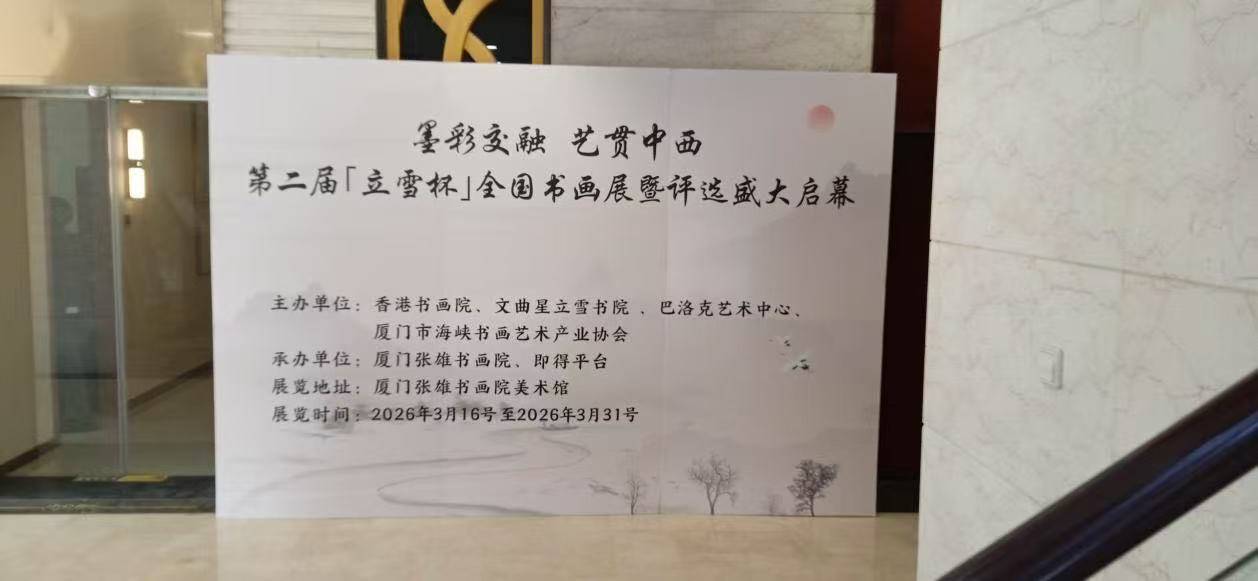 墨彩交融 艺贯中西
第二届「立雪杯」全国书画展暨评选盛大启幕
主办单位：香港书画院、文曲星立雪书院、巴洛克艺术中心、
厦门市海峡书画艺术产业协会
承办单位：厦门张雄书画院、即得平台
展览地址：厦门张雄书画院美术馆
展览时间：2026年3月16号至2026年3月31号